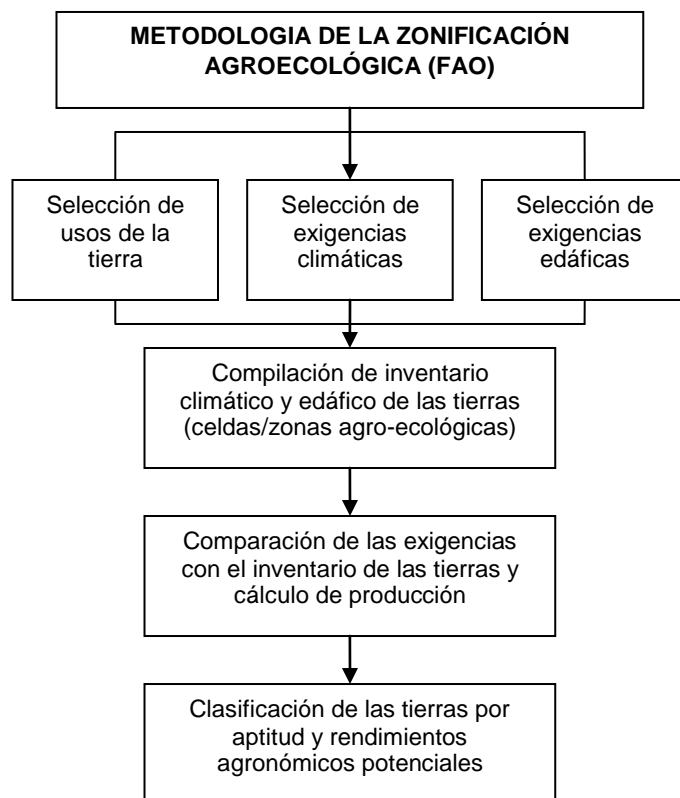 METODOLOGIA DE LA ZONIFICACIÓN
AGROECOLÓGICA (FAO)
Selección de
usos de la
tierra
Selección de
exigencias
climáticas
Selección de
exigencias
edáficas
Compilación de inventario
climático y edáfico de las tierras
(celdas/zonas agro-ecológicas)
Comparación de las exigencias
con el inventario de las tierras y
cálculo de producción
Clasificación de las tierras por
aptitud y rendimientos
agronómicos potenciales